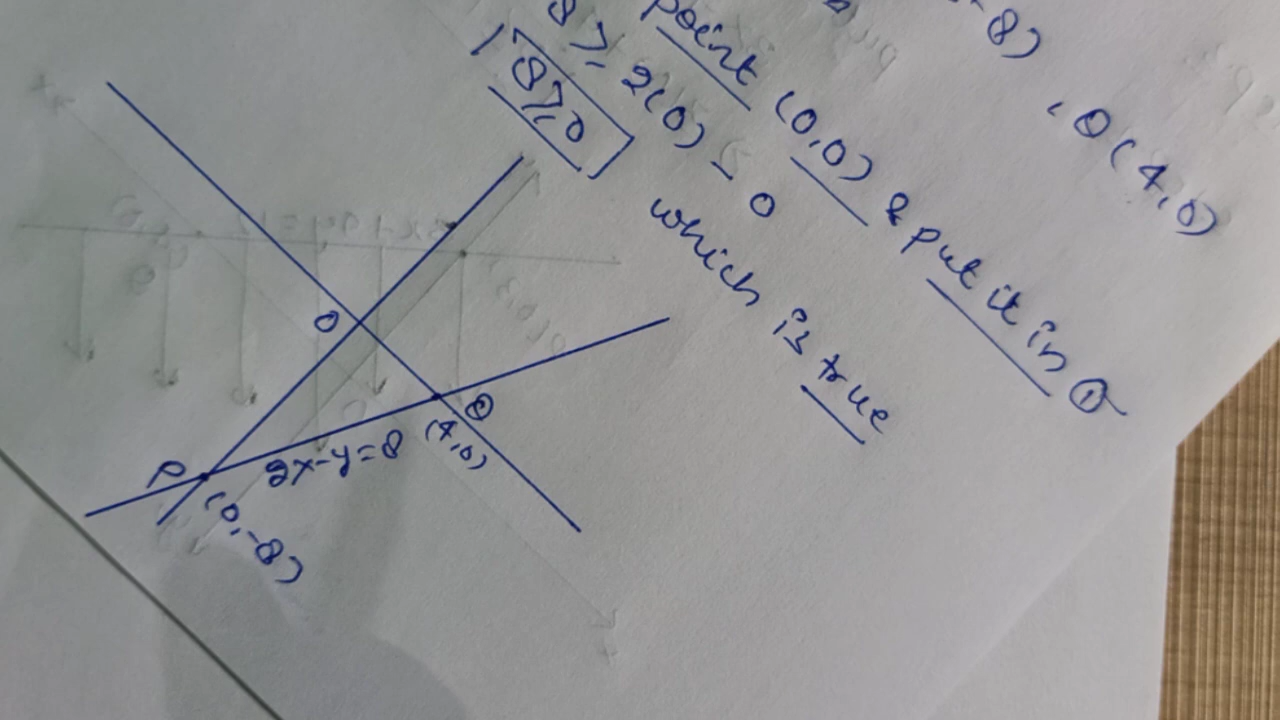 -8) , Q(4,0)
point (0,0) & put it in ①
8 ≥ 2(0) - 0
8 ≥ 0
which is true
O
Q
(4,0)
2x-y=8
P
(0,-8)